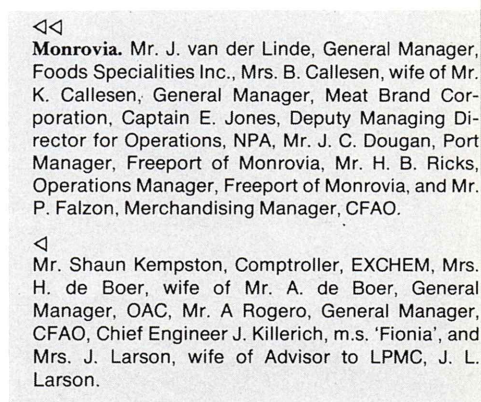 ◁◁
Monrovia. Mr. J. van der Linde, General Manager,
Foods Specialities Inc., Mrs. B. Callesen, wife of Mr.
K. Callesen, General Manager, Meat Brand Cor-
poration, Captain E. Jones, Deputy Managing Di-
rector for Operations, NPA, Mr. J. C. Dougan, Port
Manager, Freeport of Monrovia, Mr. H. B. Ricks,
Operations Manager, Freeport of Monrovia, and Mr.
P. Falzon, Merchandising Manager, CFAO.
◁
Mr. Shaun Kempston, Comptroller, EXCHEM, Mrs.
H. de Boer, wife of Mr. A. de Boer, General
Manager, OAC, Mr. A Rogero, General Manager,
CFAO, Chief Engineer J. Killerich, m.s. 'Fionia', and
Mrs. J. Larson, wife of Advisor to LPMC, J. L.
Larson.